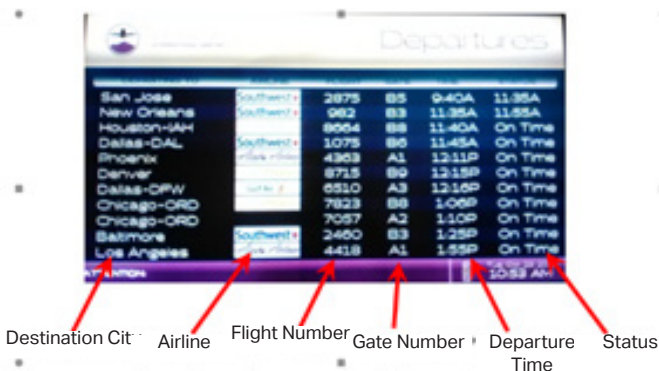 Departures
San Jose Southwest 2875 B5 9:40A 11:35A
New Orleans Southwest 982 B3 11:35A 11:55A
Houston-IAH 8664 B8 11:40A On Time
Dallas-DAL Southwest 1075 B6 11:45A On Time
Phoenix 4363 A1 12:11P On Time
Denver 8715 B9 12:15P On Time
Dallas-DFW 6510 A3 12:16P On Time
Chicago-ORD 7823 B8 1:06P On Time
Chicago-ORD 7057 A2 1:10P On Time
Baltimore Southwest 2460 B3 1:25P On Time
Los Angeles 4418 A1 1:55P On Time
ATTENTION: 10:53 AM
Destination City Airline Flight Number Gate Number Departure Time Status